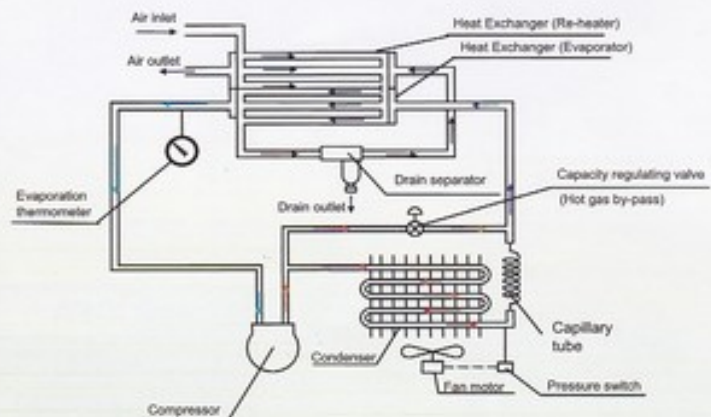 Air inlet
Heat Exchanger (Re-heater)
Heat Exchanger (Evaporator)
Air outlet
Drain separator
Capacity regulating valve
(Hot gas by-pass)
Evaporation
thermometer
Drain outlet
Capillary
tube
Condenser
Fan motor
Pressure switch
Compressor